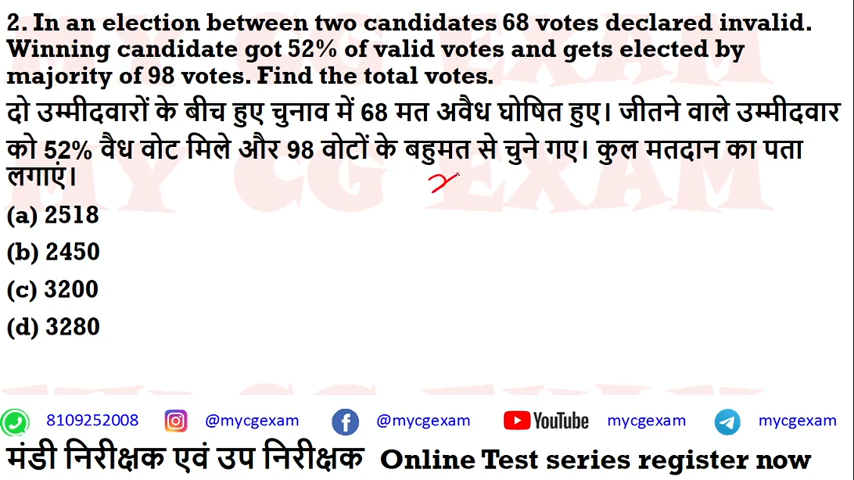 2. In an election between two candidates 68 votes declared invalid.
Winning candidate got 52% of valid votes and gets elected by
majority of 98 votes. Find the total votes.
दो उम्मीदवारों के बीच हुए चुनाव में 68 मत अवैध घोषित हुए। जीतने वाले उम्मीदवार
को 52% वैध वोट मिले और 98 वोटों के बहुमत से चुने गए। कुल मतदान का पता
लगाएं।
(a) 2518
(b) 2450
(c) 3200
(d) 3280
MY CG EXAM
8109252008 @mycgexam @mycgexam YouTube mycgexam mycgexam
मंडी निरीक्षक एवं उप निरीक्षक Online Test series register now